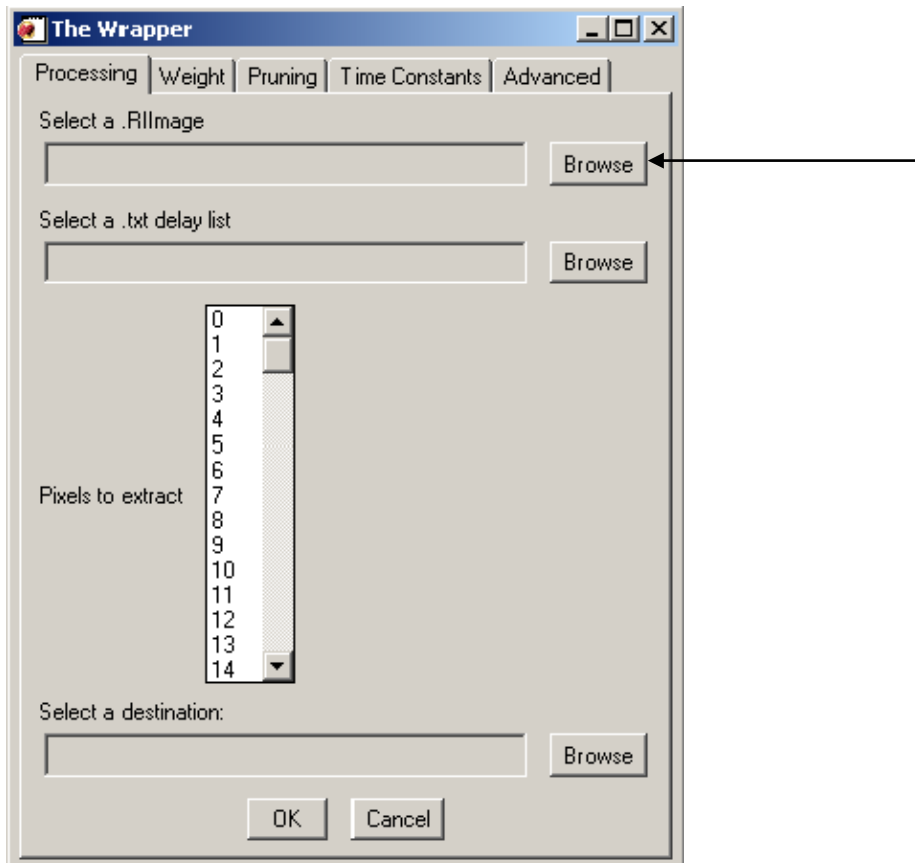 The Wrapper
Processing Weight Pruning Time Constants Advanced
Select a .RIImage
Browse
Select a .txt delay list
Browse
0
1
2
3
4
5
6
Pixels to extract 7
8
9
10
11
12
13
14
Select a destination:
Browse
OK Cancel